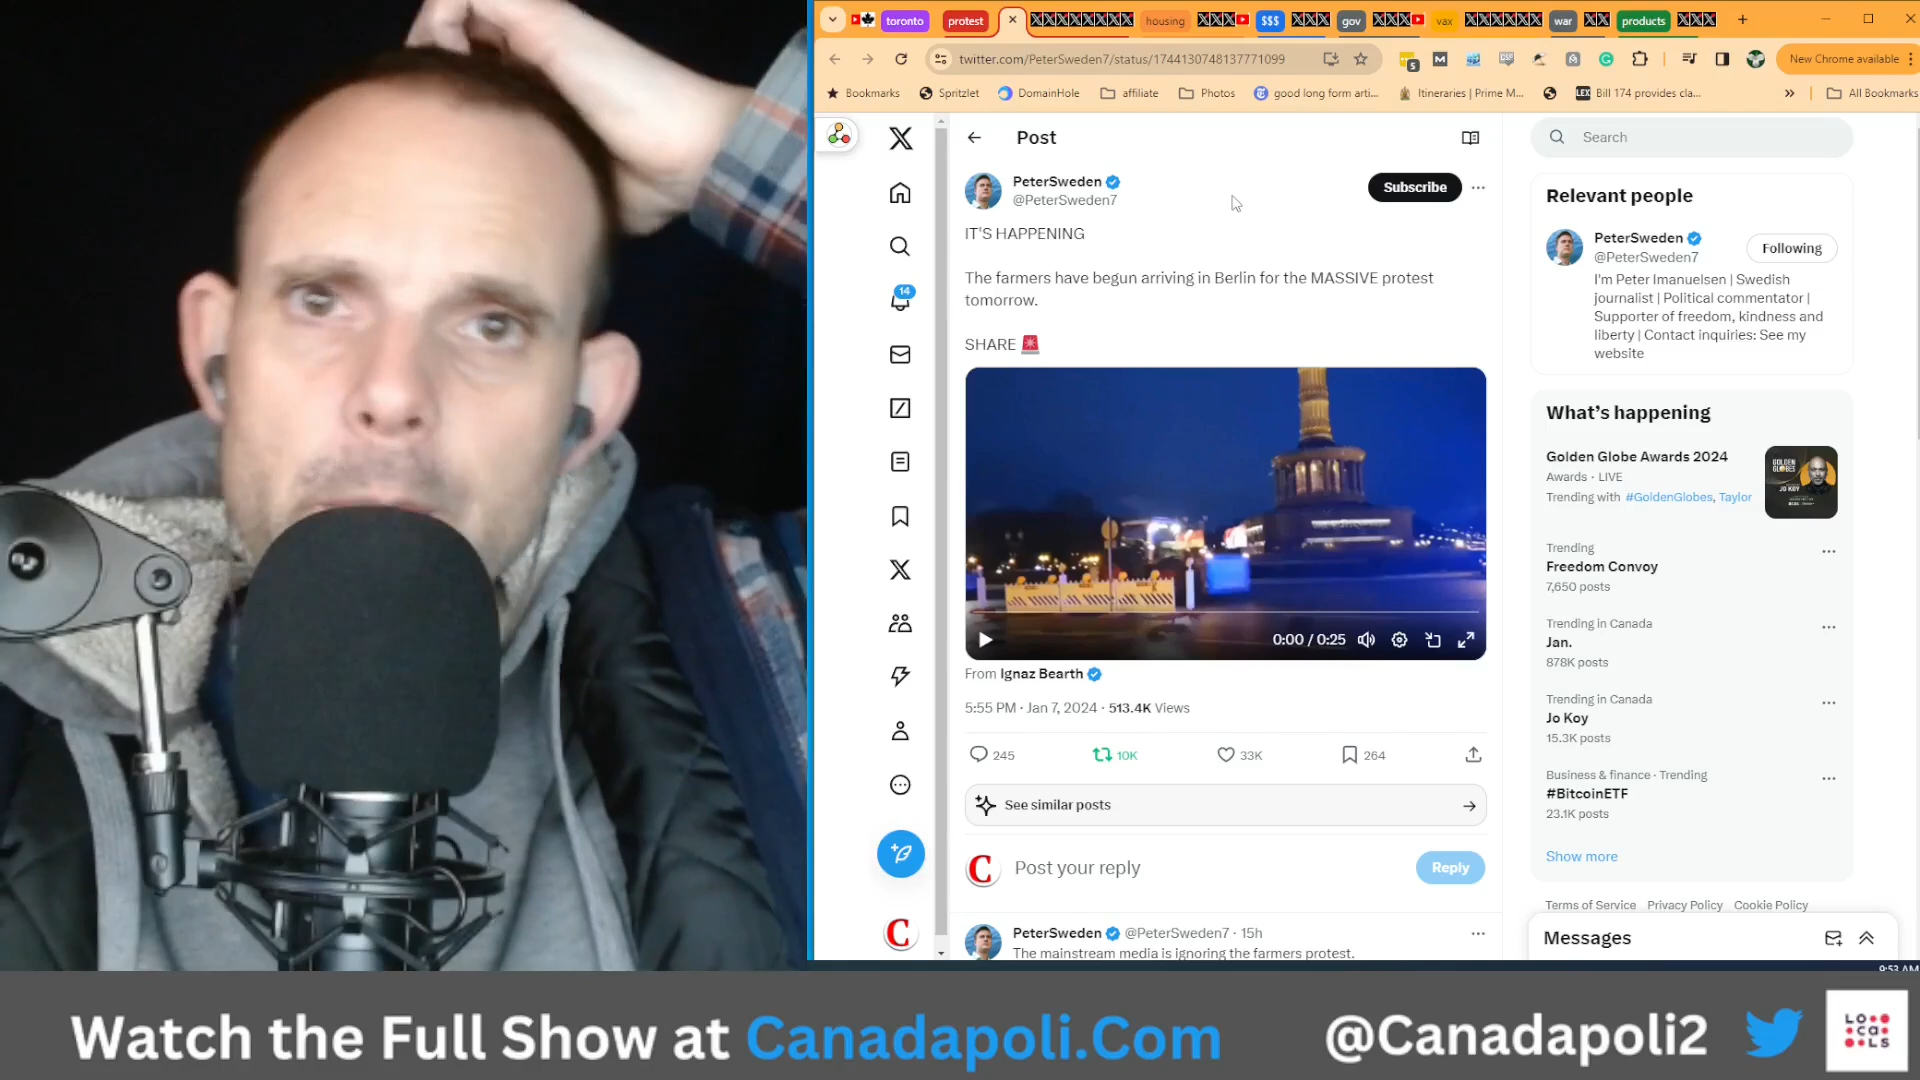 toronto
protest
housing
$$$
gov
vax
war
products
twitter.com/PeterSweden7/status/1744130748137771099
5
New Chrome available
Bookmarks
Spritzlet
DomainHole
affiliate
Photos
good long form arti...
Itineraries | Prime M...
LEX
Bill 174 provides cla...
»
All Bookmarks
Post
Search
PeterSweden
@PeterSweden7
Subscribe
IT'S HAPPENING
The farmers have begun arriving in Berlin for the MASSIVE protest
tomorrow.
SHARE
0:00 / 0:25
From Ignaz Bearth
5:55 PM · Jan 7, 2024 · 513.4K Views
245
10K
33K
264
See similar posts
Post your reply
Reply
PeterSweden @PeterSweden7 · 15h
The mainstream media is ignoring the farmers protest.
14
Relevant people
PeterSweden
@PeterSweden7
Following
I'm Peter Imanuelsen | Swedish
journalist | Political commentator |
Supporter of freedom, kindness and
liberty | Contact inquiries: See my
website
What's happening
Golden Globe Awards 2024
Awards · LIVE
Trending with #GoldenGlobes, Taylor
Trending
Freedom Convoy
7,650 posts
Trending in Canada
Jan.
878K posts
Trending in Canada
Jo Koy
15.3K posts
Business & finance · Trending
#BitcoinETF
23.1K posts
Show more
Terms of Service Privacy Policy Cookie Policy
Messages
9:53 AM
Watch the Full Show at Canadapoli.Com
@Canadapoli2
LO
ca
LS